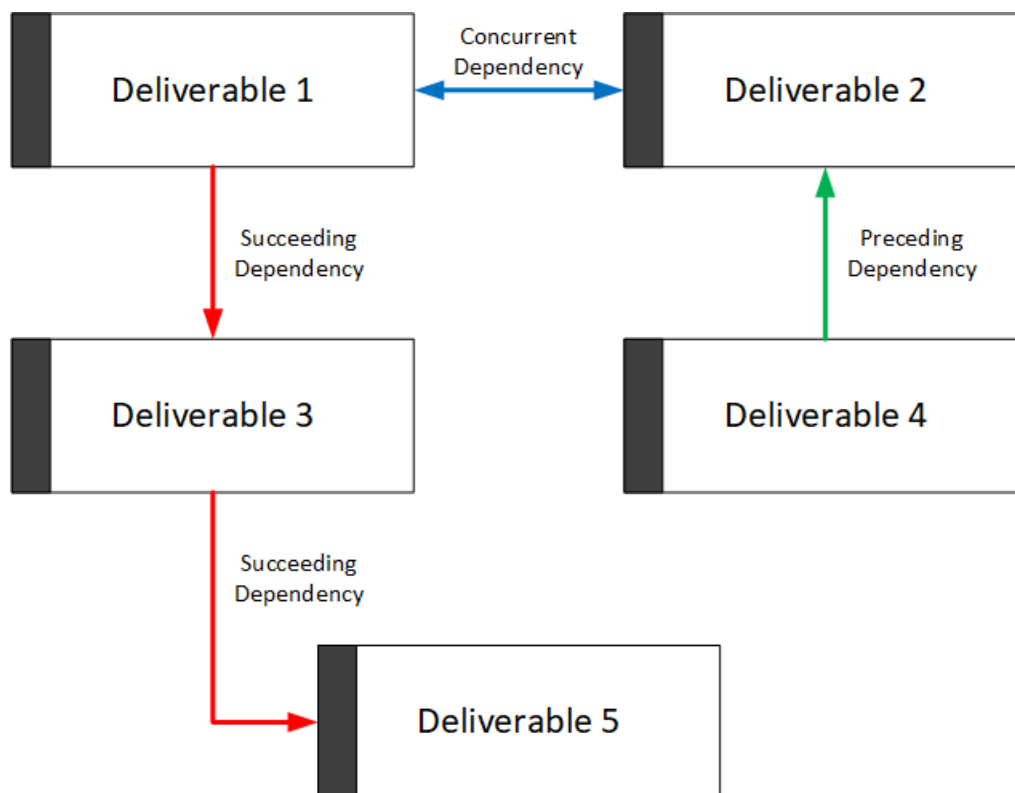 Concurrent
Dependency
Deliverable 1
Deliverable 2
Succeeding
Dependency
Preceding
Dependency
Deliverable 3
Deliverable 4
Succeeding
Dependency
Deliverable 5